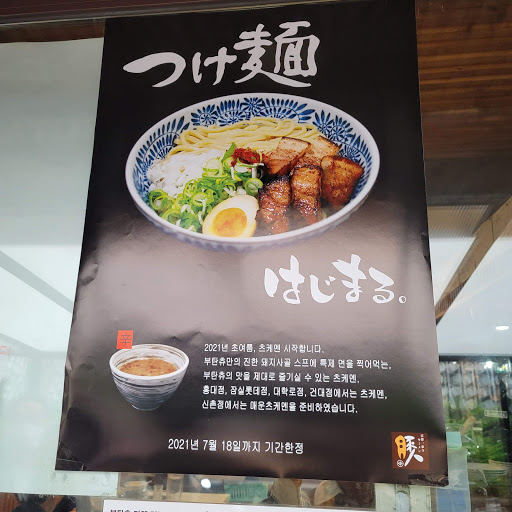 つけ麺
はじまる。
辛
2021년 초여름, 츠케멘 시작합니다.
부탄츄만의 진한 돼지사골 스프에 특제 면을 찍어먹는,
부탄츄의 맛을 제대로 즐기실 수 있는 츠케멘.
홍대점, 잠실롯데점, 대학로점, 건대점에서는 츠케멘,
신촌점에서는 매운츠케멘을 준비하였습니다.
2021년 7월 18일까지 기간한정
豚人